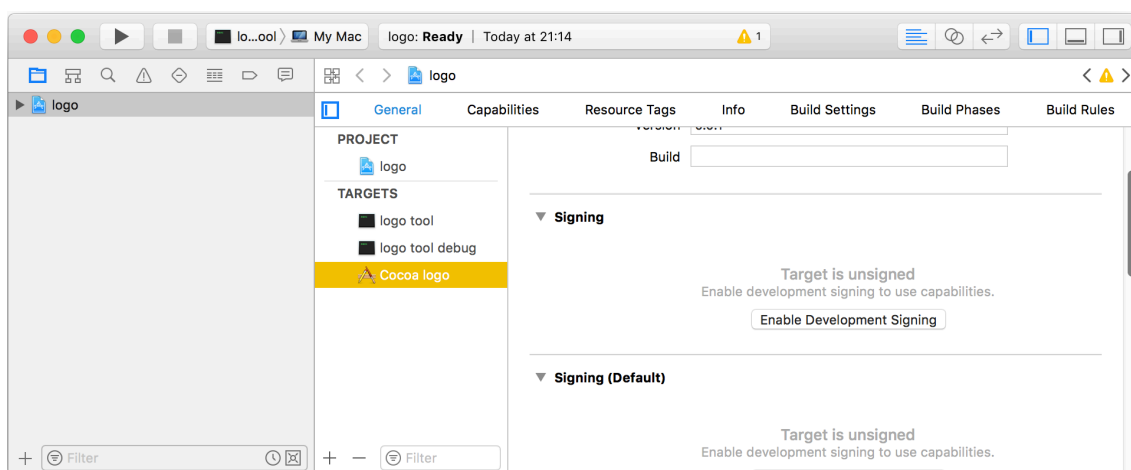 lo...ool 〉 My Mac
logo: Ready | Today at 21:14
1
logo
logo
General Capabilities Resource Tags Info Build Settings Build Phases Build Rules
PROJECT
logo
TARGETS
logo tool
logo tool debug
Cocoa logo
Version
Build
Signing
Target is unsigned
Enable development signing to use capabilities.
Enable Development Signing
Signing (Default)
Target is unsigned
Enable development signing to use capabilities.
Filter
Filter